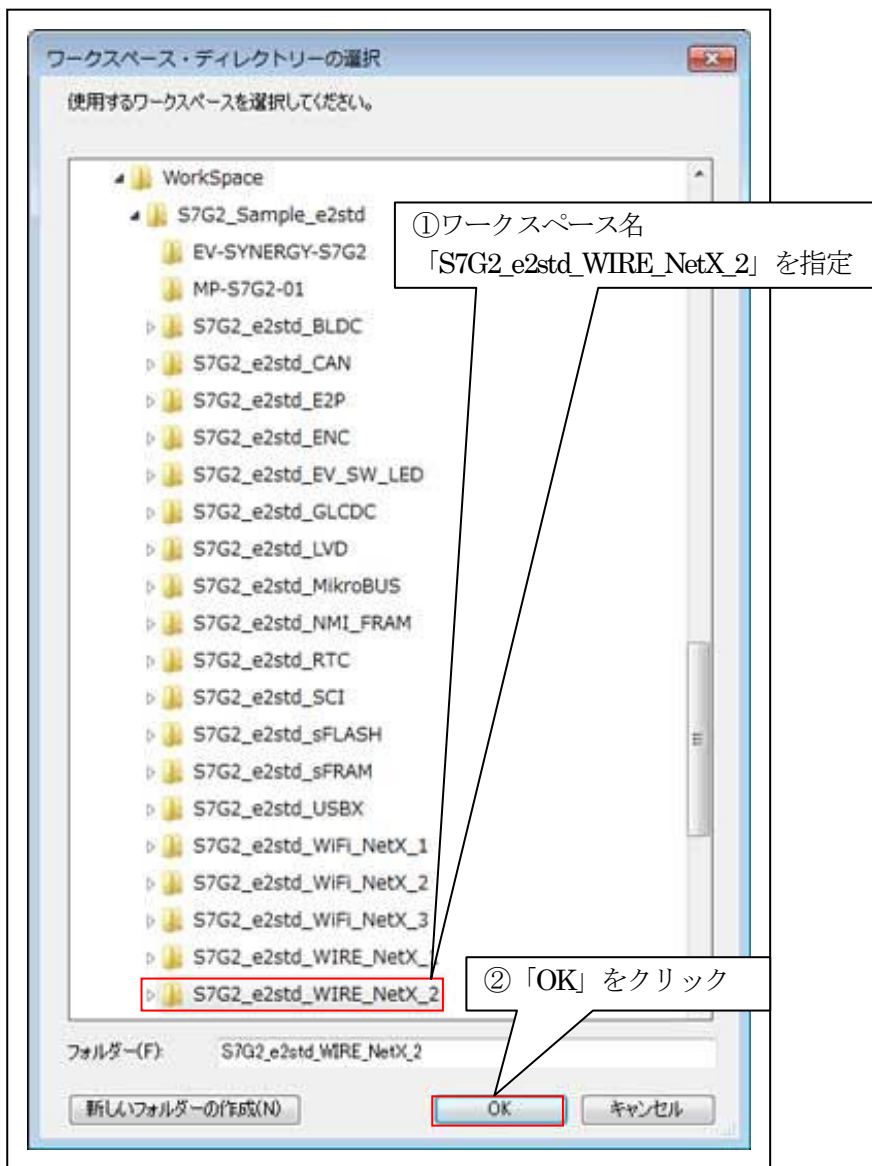 ワークスペース・ディレクトリーの選択
使用するワークスペースを選択してください。
WorkSpace
S7G2_Sample_e2std
EV-SYNERGY-S7G2
MP-S7G2-01
S7G2_e2std_BLDC
S7G2_e2std_CAN
S7G2_e2std_E2P
S7G2_e2std_ENC
S7G2_e2std_EV_SW_LED
S7G2_e2std_GLCDC
S7G2_e2std_LVD
S7G2_e2std_MikroBUS
S7G2_e2std_NMI_FRAM
S7G2_e2std_RTC
S7G2_e2std_SCI
S7G2_e2std_sFLASH
S7G2_e2std_sFRAM
S7G2_e2std_USBX
S7G2_e2std_WiFi_NetX_1
S7G2_e2std_WiFi_NetX_2
S7G2_e2std_WiFi_NetX_3
S7G2_e2std_WIRE_NetX_1
S7G2_e2std_WIRE_NetX_2
①ワークスペース名
「S7G2_e2std_WIRE_NetX_2」を指定
②「OK」をクリック
フォルダー(F): S7G2_e2std_WIRE_NetX_2
新しいフォルダーの作成(N) OK キャンセル